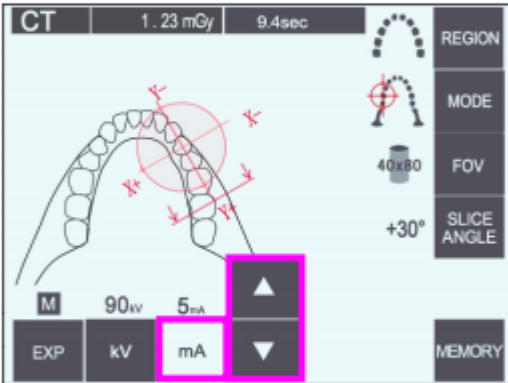 CT 1.23 mGy 9.4sec
REGION
MODE
Y-
X-
40x80 FOV
X+
Y+
+30° SLICE ANGLE
M 90kV 5mA
EXP kV mA MEMORY